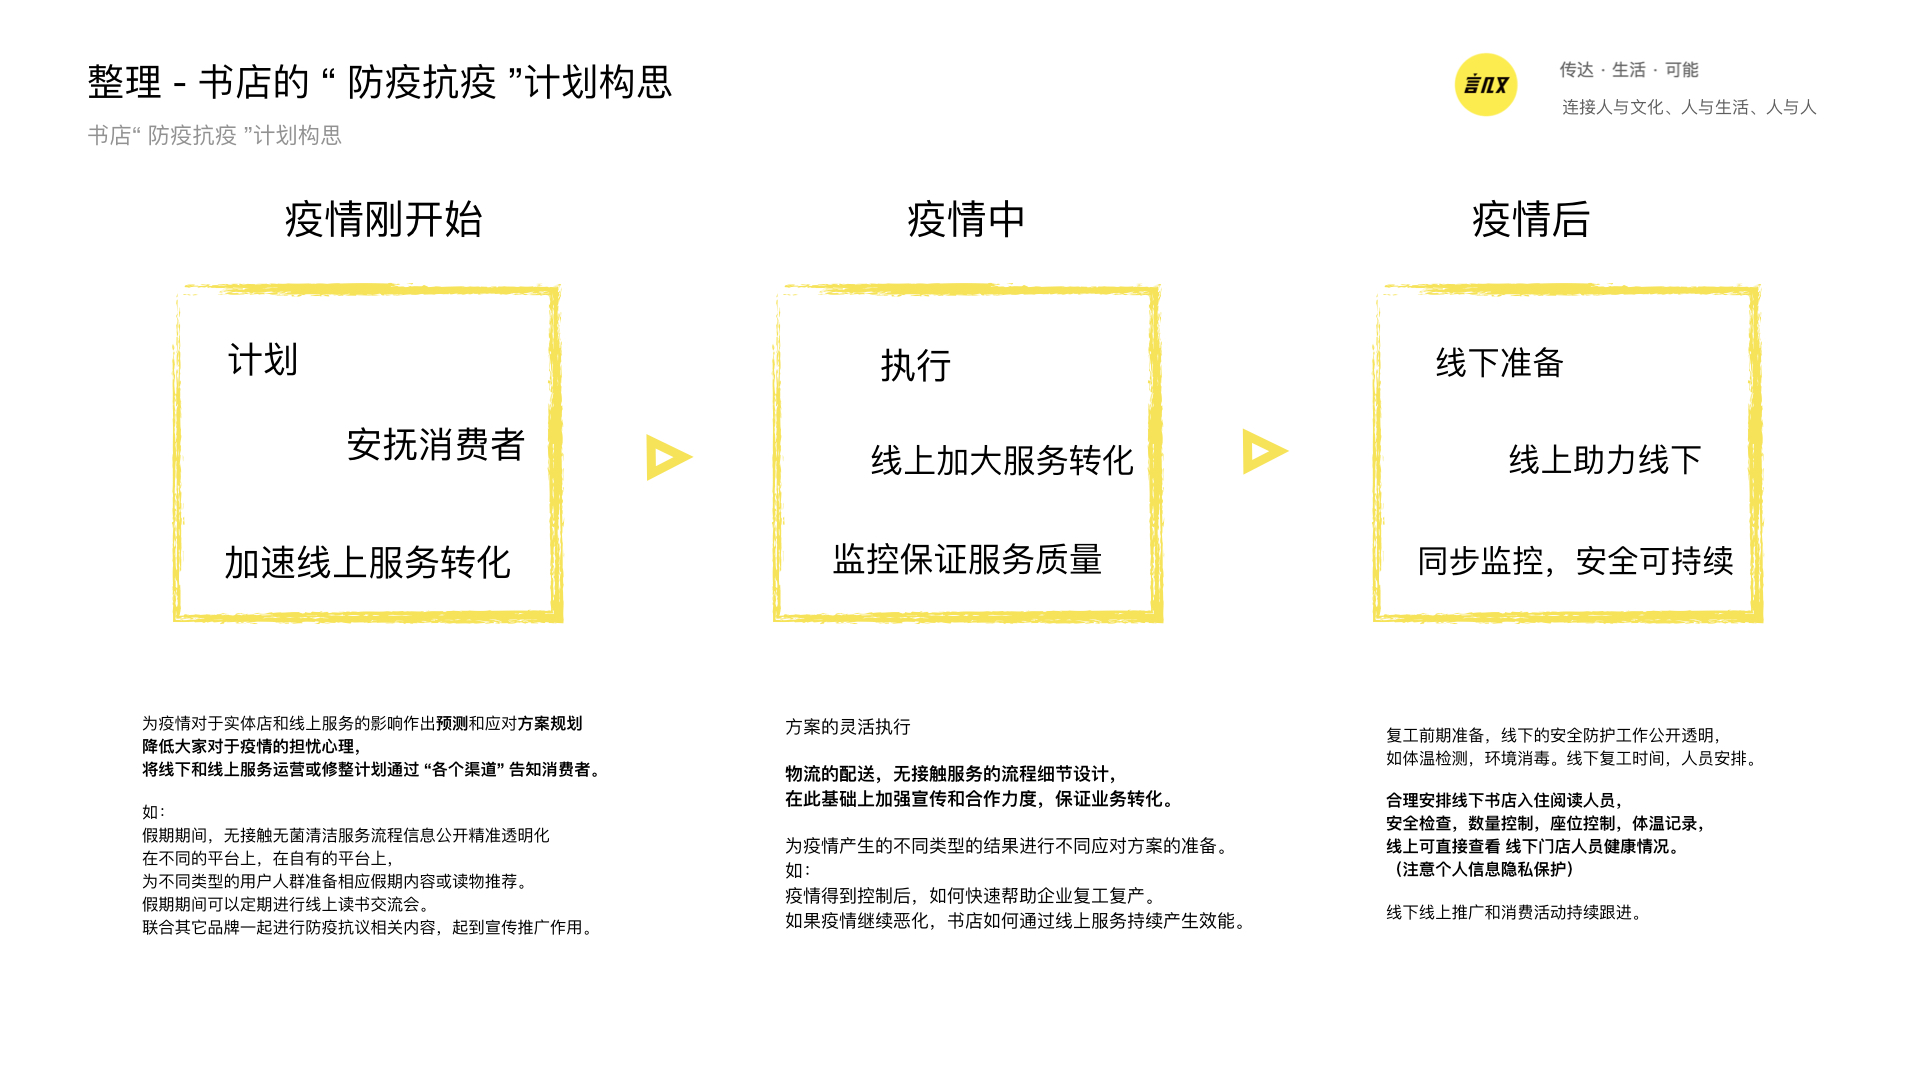 整理 - 书店的 “ 防疫抗疫 ”计划构思
书店“ 防疫抗疫 ”计划构思
言几又
传达 · 生活 · 可能
连接人与文化、人与生活、人与人
疫情刚开始
计划
安抚消费者
加速线上服务转化
为疫情对于实体店和线上服务的影响作出预测和应对方案规划
降低大家对于疫情的担忧心理，
将线下和线上服务运营或修整计划通过 “各个渠道” 告知消费者。
如：
假期期间，无接触无菌清洁服务流程信息公开精准透明化
在不同的平台上，在自有的平台上，
为不同类型的用户人群准备相应假期内容或读物推荐。
假期期间可以定期进行线上读书交流会。
联合其它品牌一起进行防疫抗议相关内容，起到宣传推广作用。
疫情中
执行
线上加大服务转化
监控保证服务质量
方案的灵活执行
物流的配送，无接触服务的流程细节设计，
在此基础上加强宣传和合作力度，保证业务转化。
为疫情产生的不同类型的结果进行不同应对方案的准备。
如：
疫情得到控制后，如何快速帮助企业复工复产。
如果疫情继续恶化，书店如何通过线上服务持续产生效能。
疫情后
线下准备
线上助力线下
同步监控，安全可持续
复工前期准备，线下的安全防护工作公开透明，
如体温检测，环境消毒。线下复工时间，人员安排。
合理安排线下书店入住阅读人员，
安全检查，数量控制，座位控制，体温记录，
线上可直接查看 线下门店人员健康情况。
（注意个人信息隐私保护）
线下线上推广和消费活动持续跟进。